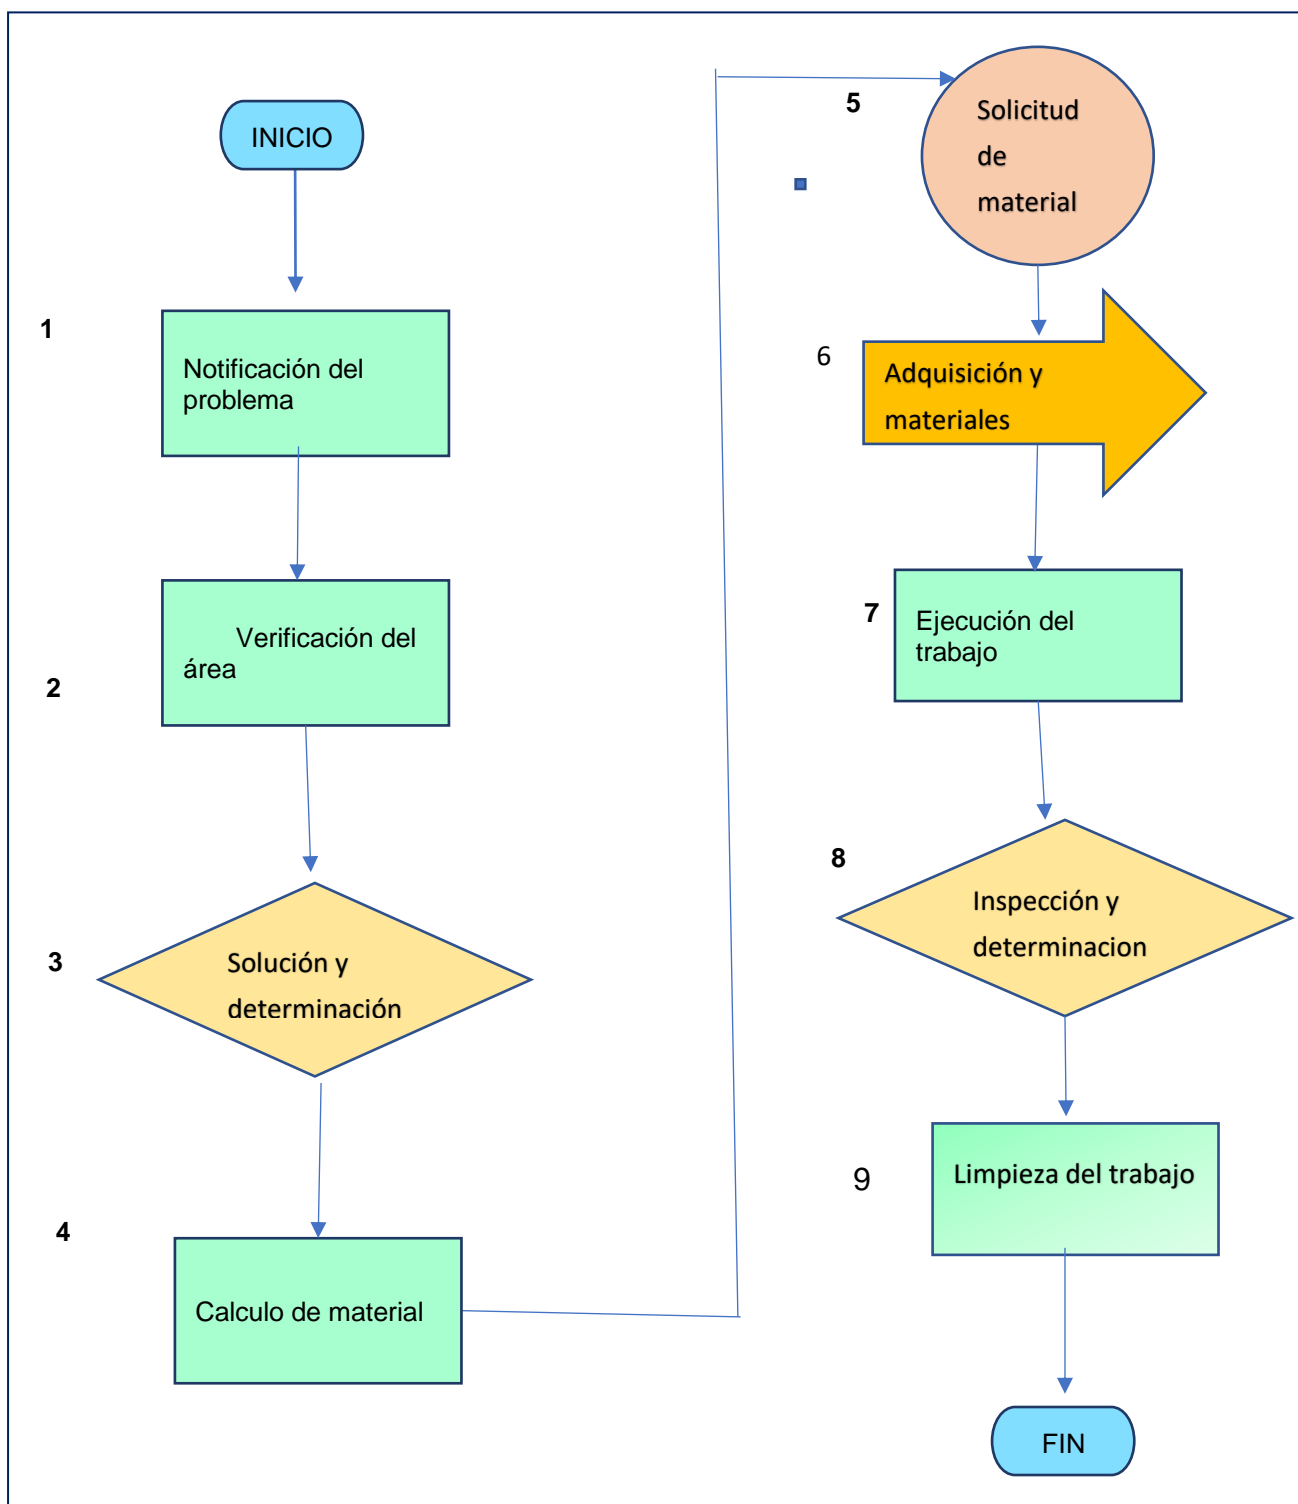 INICIO
1
Notificación del
problema
2
Verificación del
área
3
Solución y
determinación
4
Calculo de material
5
Solicitud
de
material
6
Adquisición y
materiales
7
Ejecución del
trabajo
8
Inspección y
determinacion
9
Limpieza del trabajo
FIN